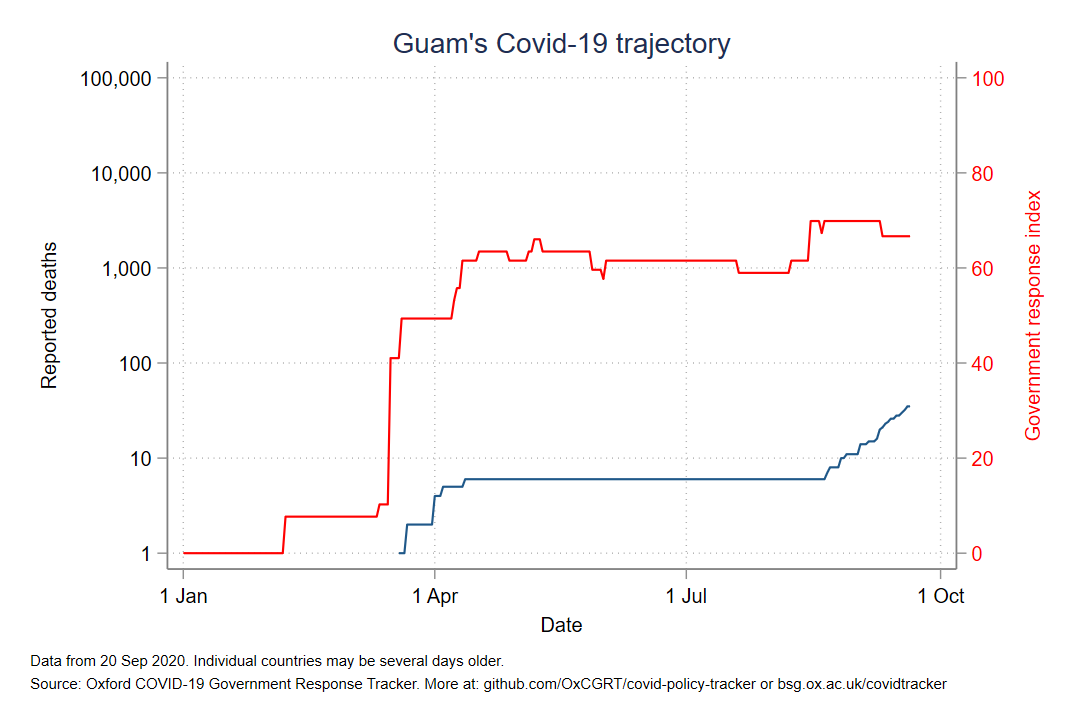 Guam's Covid-19 trajectory
100,000
10,000
1,000
100
10
1
Reported deaths
100
80
60
40
20
0
Government response index
1 Jan
1 Apr
1 Jul
1 Oct
Date
Data from 20 Sep 2020. Individual countries may be several days older.
Source: Oxford COVID-19 Government Response Tracker. More at: github.com/OxCGRT/covid-policy-tracker or bsg.ox.ac.uk/covidtracker